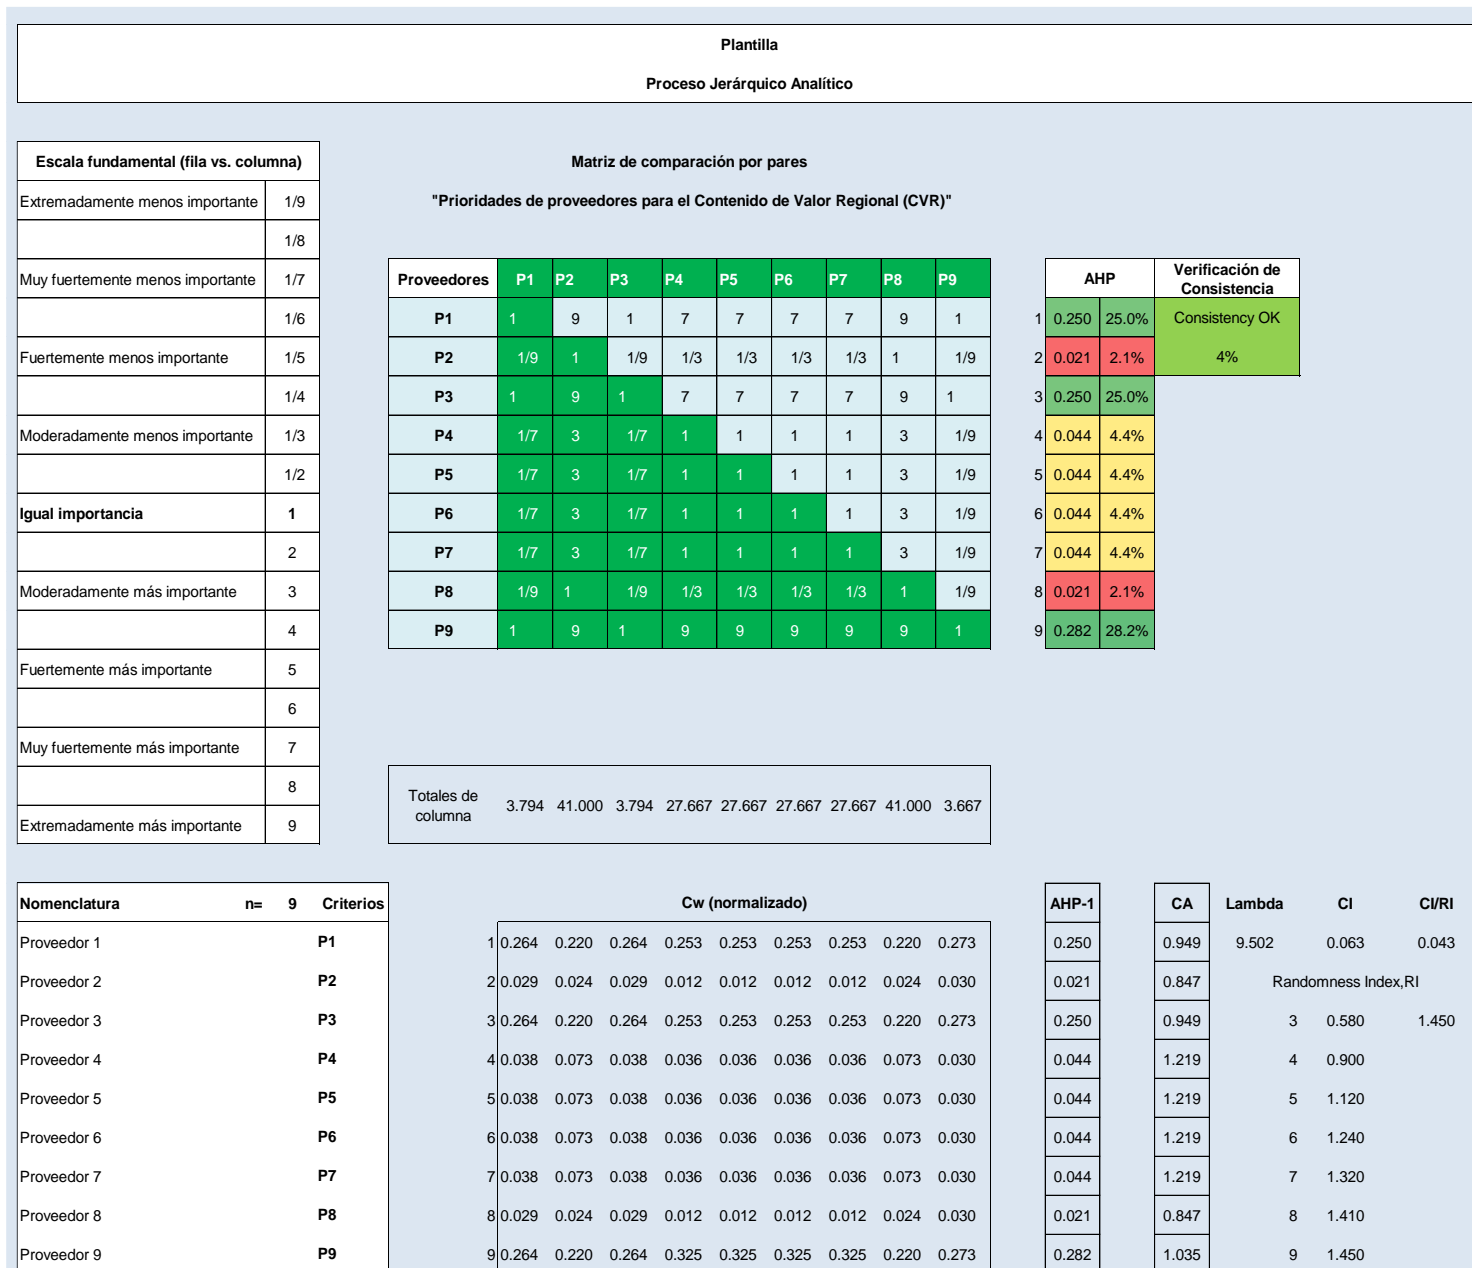 Plantilla
Proceso Jerárquico Analítico
Escala fundamental (fila vs. columna)
Extremadamente menos importante 1/9
1/8
Muy fuertemente menos importante 1/7
1/6
Fuertemente menos importante 1/5
1/4
Moderadamente menos importante 1/3
1/2
Igual importancia 1
2
Moderadamente más importante 3
4
Fuertemente más importante 5
6
Muy fuertemente más importante 7
8
Extremadamente más importante 9
Matriz de comparación por pares
"Prioridades de proveedores para el Contenido de Valor Regional (CVR)"
Proveedores P1 P2 P3 P4 P5 P6 P7 P8 P9
P1 1 9 1 7 7 7 7 9 1
P2 1/9 1 1/9 1/3 1/3 1/3 1/3 1 1/9
P3 1 9 1 7 7 7 7 9 1
P4 1/7 3 1/7 1 1 1 1 3 1/9
P5 1/7 3 1/7 1 1 1 1 3 1/9
P6 1/7 3 1/7 1 1 1 1 3 1/9
P7 1/7 3 1/7 1 1 1 1 3 1/9
P8 1/9 1 1/9 1/3 1/3 1/3 1/3 1 1/9
P9 1 9 1 9 9 9 9 9 1
AHP
1 0.250 25.0%
2 0.021 2.1%
3 0.250 25.0%
4 0.044 4.4%
5 0.044 4.4%
6 0.044 4.4%
7 0.044 4.4%
8 0.021 2.1%
9 0.282 28.2%
Verificación de
Consistencia
Consistency OK
4%
Totales de
columna
3.794 41.000 3.794 27.667 27.667 27.667 27.667 41.000 3.667
Nomenclatura n= 9 Criterios
Proveedor 1 P1
Proveedor 2 P2
Proveedor 3 P3
Proveedor 4 P4
Proveedor 5 P5
Proveedor 6 P6
Proveedor 7 P7
Proveedor 8 P8
Proveedor 9 P9
Cw (normalizado)
1 0.264 0.220 0.264 0.253 0.253 0.253 0.253 0.220 0.273
2 0.029 0.024 0.029 0.012 0.012 0.012 0.012 0.024 0.030
3 0.264 0.220 0.264 0.253 0.253 0.253 0.253 0.220 0.273
4 0.038 0.073 0.038 0.036 0.036 0.036 0.036 0.073 0.030
5 0.038 0.073 0.038 0.036 0.036 0.036 0.036 0.073 0.030
6 0.038 0.073 0.038 0.036 0.036 0.036 0.036 0.073 0.030
7 0.038 0.073 0.038 0.036 0.036 0.036 0.036 0.073 0.030
8 0.029 0.024 0.029 0.012 0.012 0.012 0.012 0.024 0.030
9 0.264 0.220 0.264 0.325 0.325 0.325 0.325 0.220 0.273
AHP-1
0.250
0.021
0.250
0.044
0.044
0.044
0.044
0.021
0.282
CA
0.949
0.847
0.949
1.219
1.219
1.219
1.219
0.847
1.035
Lambda CI CI/RI
9.502 0.063 0.043
Randomness Index,RI
3 0.580 1.450
4 0.900
5 1.120
6 1.240
7 1.320
8 1.410
9 1.450